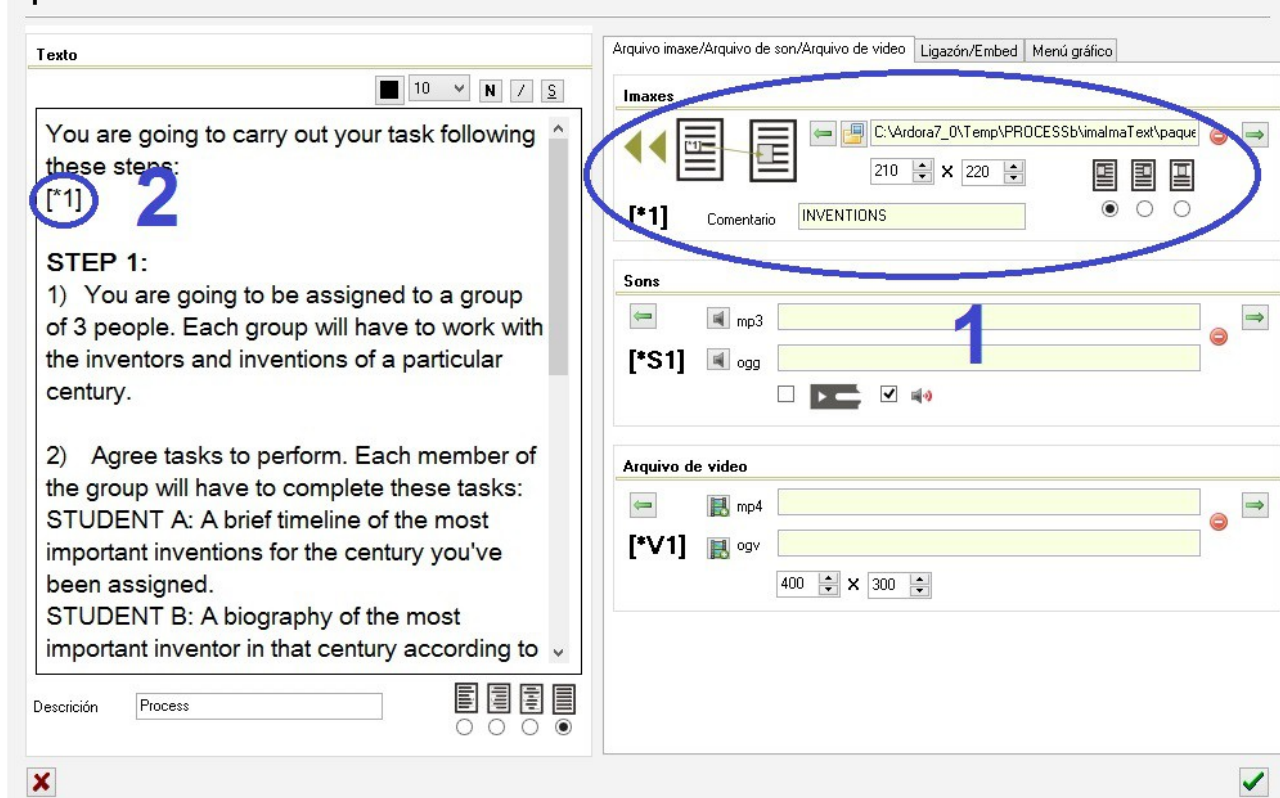 Texto
10
N / S
You are going to carry out your task following
these steps:
[*1]
2
STEP 1:
1) You are going to be assigned to a group
of 3 people. Each group will have to work with
the inventors and inventions of a particular
century.
2) Agree tasks to perform. Each member of
the group will have to complete these tasks:
STUDENT A: A brief timeline of the most
important inventions for the century you've
been assigned.
STUDENT B: A biography of the most
important inventor in that century according to
Descrición Process
Arquivo imaxe/Arquivo de son/Arquivo de video Ligazón/Embed Menú gráfico
Imaxes
[*1]
C:\Ardora7_0\Temp\PROCESSb\imaImaText\paque
210 X 220
[*1] Comentario INVENTIONS
Sons
mp3
1
[*S1] ogg
Arquivo de video
mp4
[*V1] ogv
400 X 300